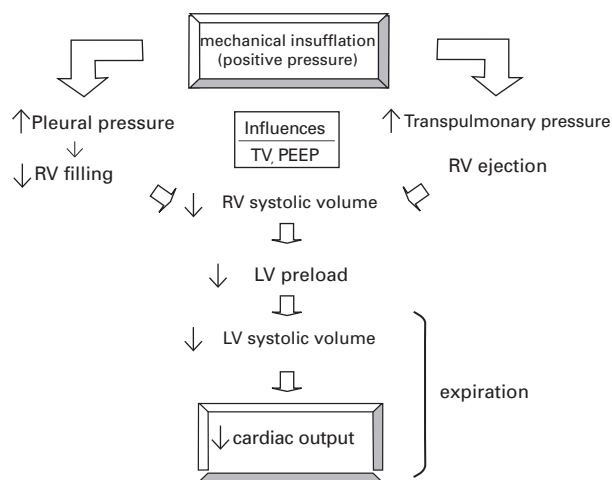 mechanical insufflation
(positive pressure)
↑ Pleural pressure
↓
↓ RV filling
Influences
TV, PEEP
↑ Transpulmonary pressure
RV ejection
↓ RV systolic volume
↓ LV preload
↓ LV systolic volume
expiration
↓ cardiac output